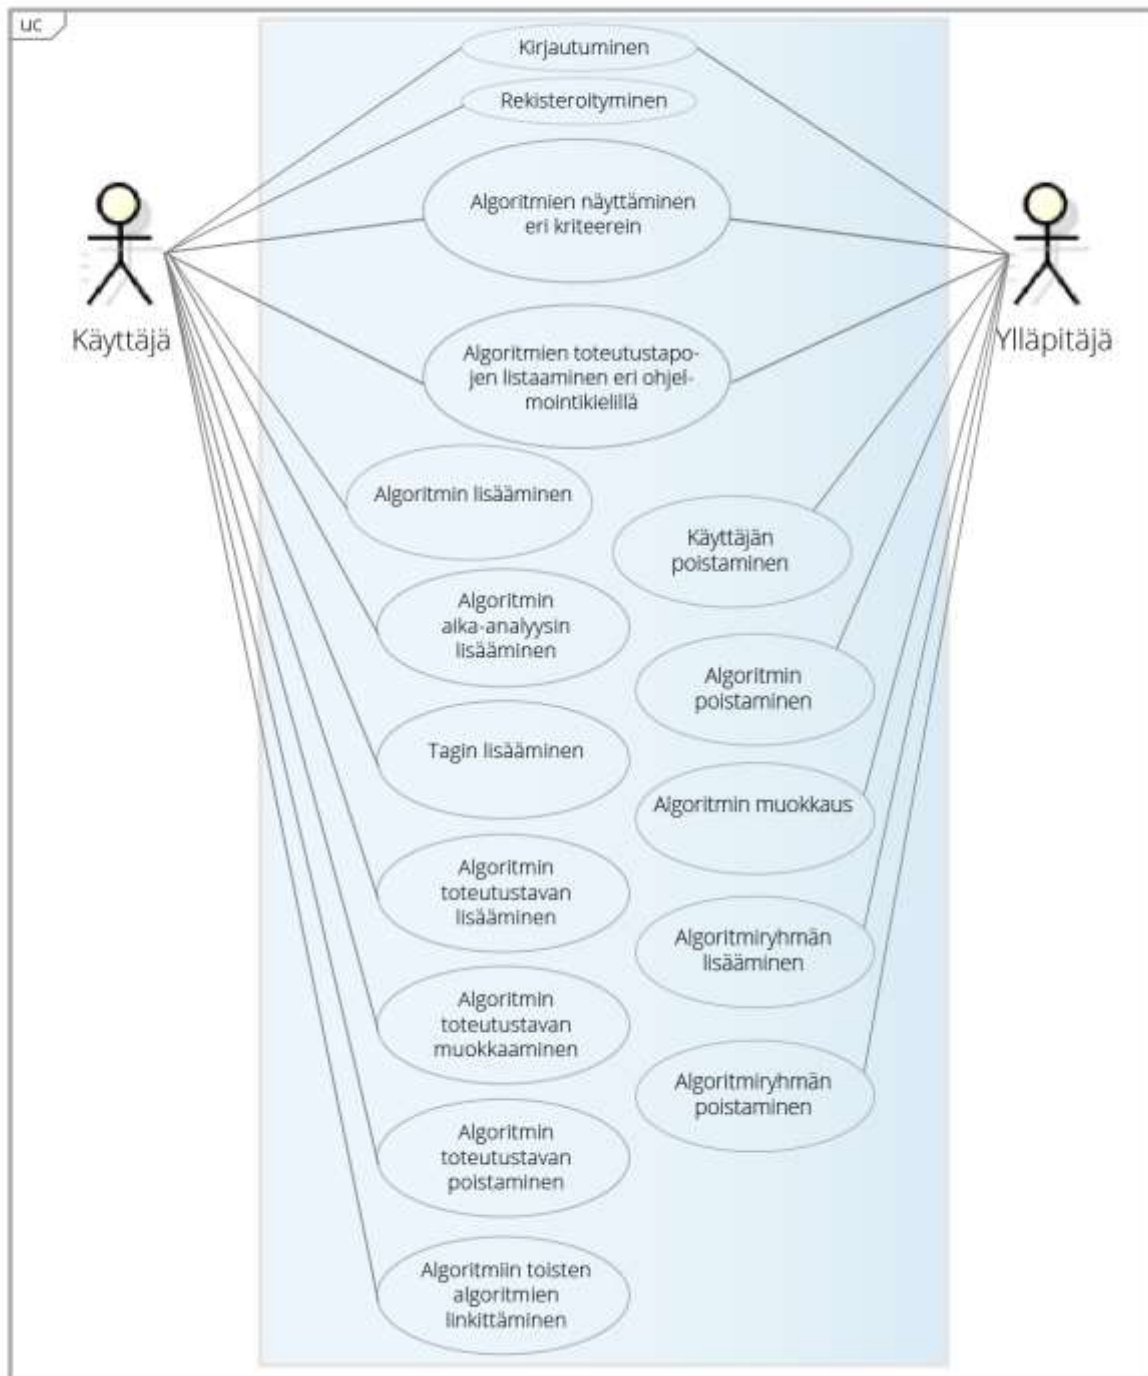 uc
Kirjautuminen
Rekisteroityminen
Algoritmien näyttäminen
eri kriteerein
Käyttäjä
Ylläpitäjä
Algoritmien toteutustapo-
jen listaaminen eri ohjel-
mointikielillä
Algoritmin lisääminen
Käyttäjän
poistaminen
Algoritmin
aika-analyysin
lisääminen
Algoritmin
poistaminen
Tagin lisääminen
Algoritmin muokkaus
Algoritmin
toteutustavan
lisääminen
Algoritmiryhmän
lisääminen
Algoritmin
toteutustavan
muokkaaminen
Algoritmiryhmän
poistaminen
Algoritmin
toteutustavan
poistaminen
Algoritmiin toisten
algoritmien
linkittäminen